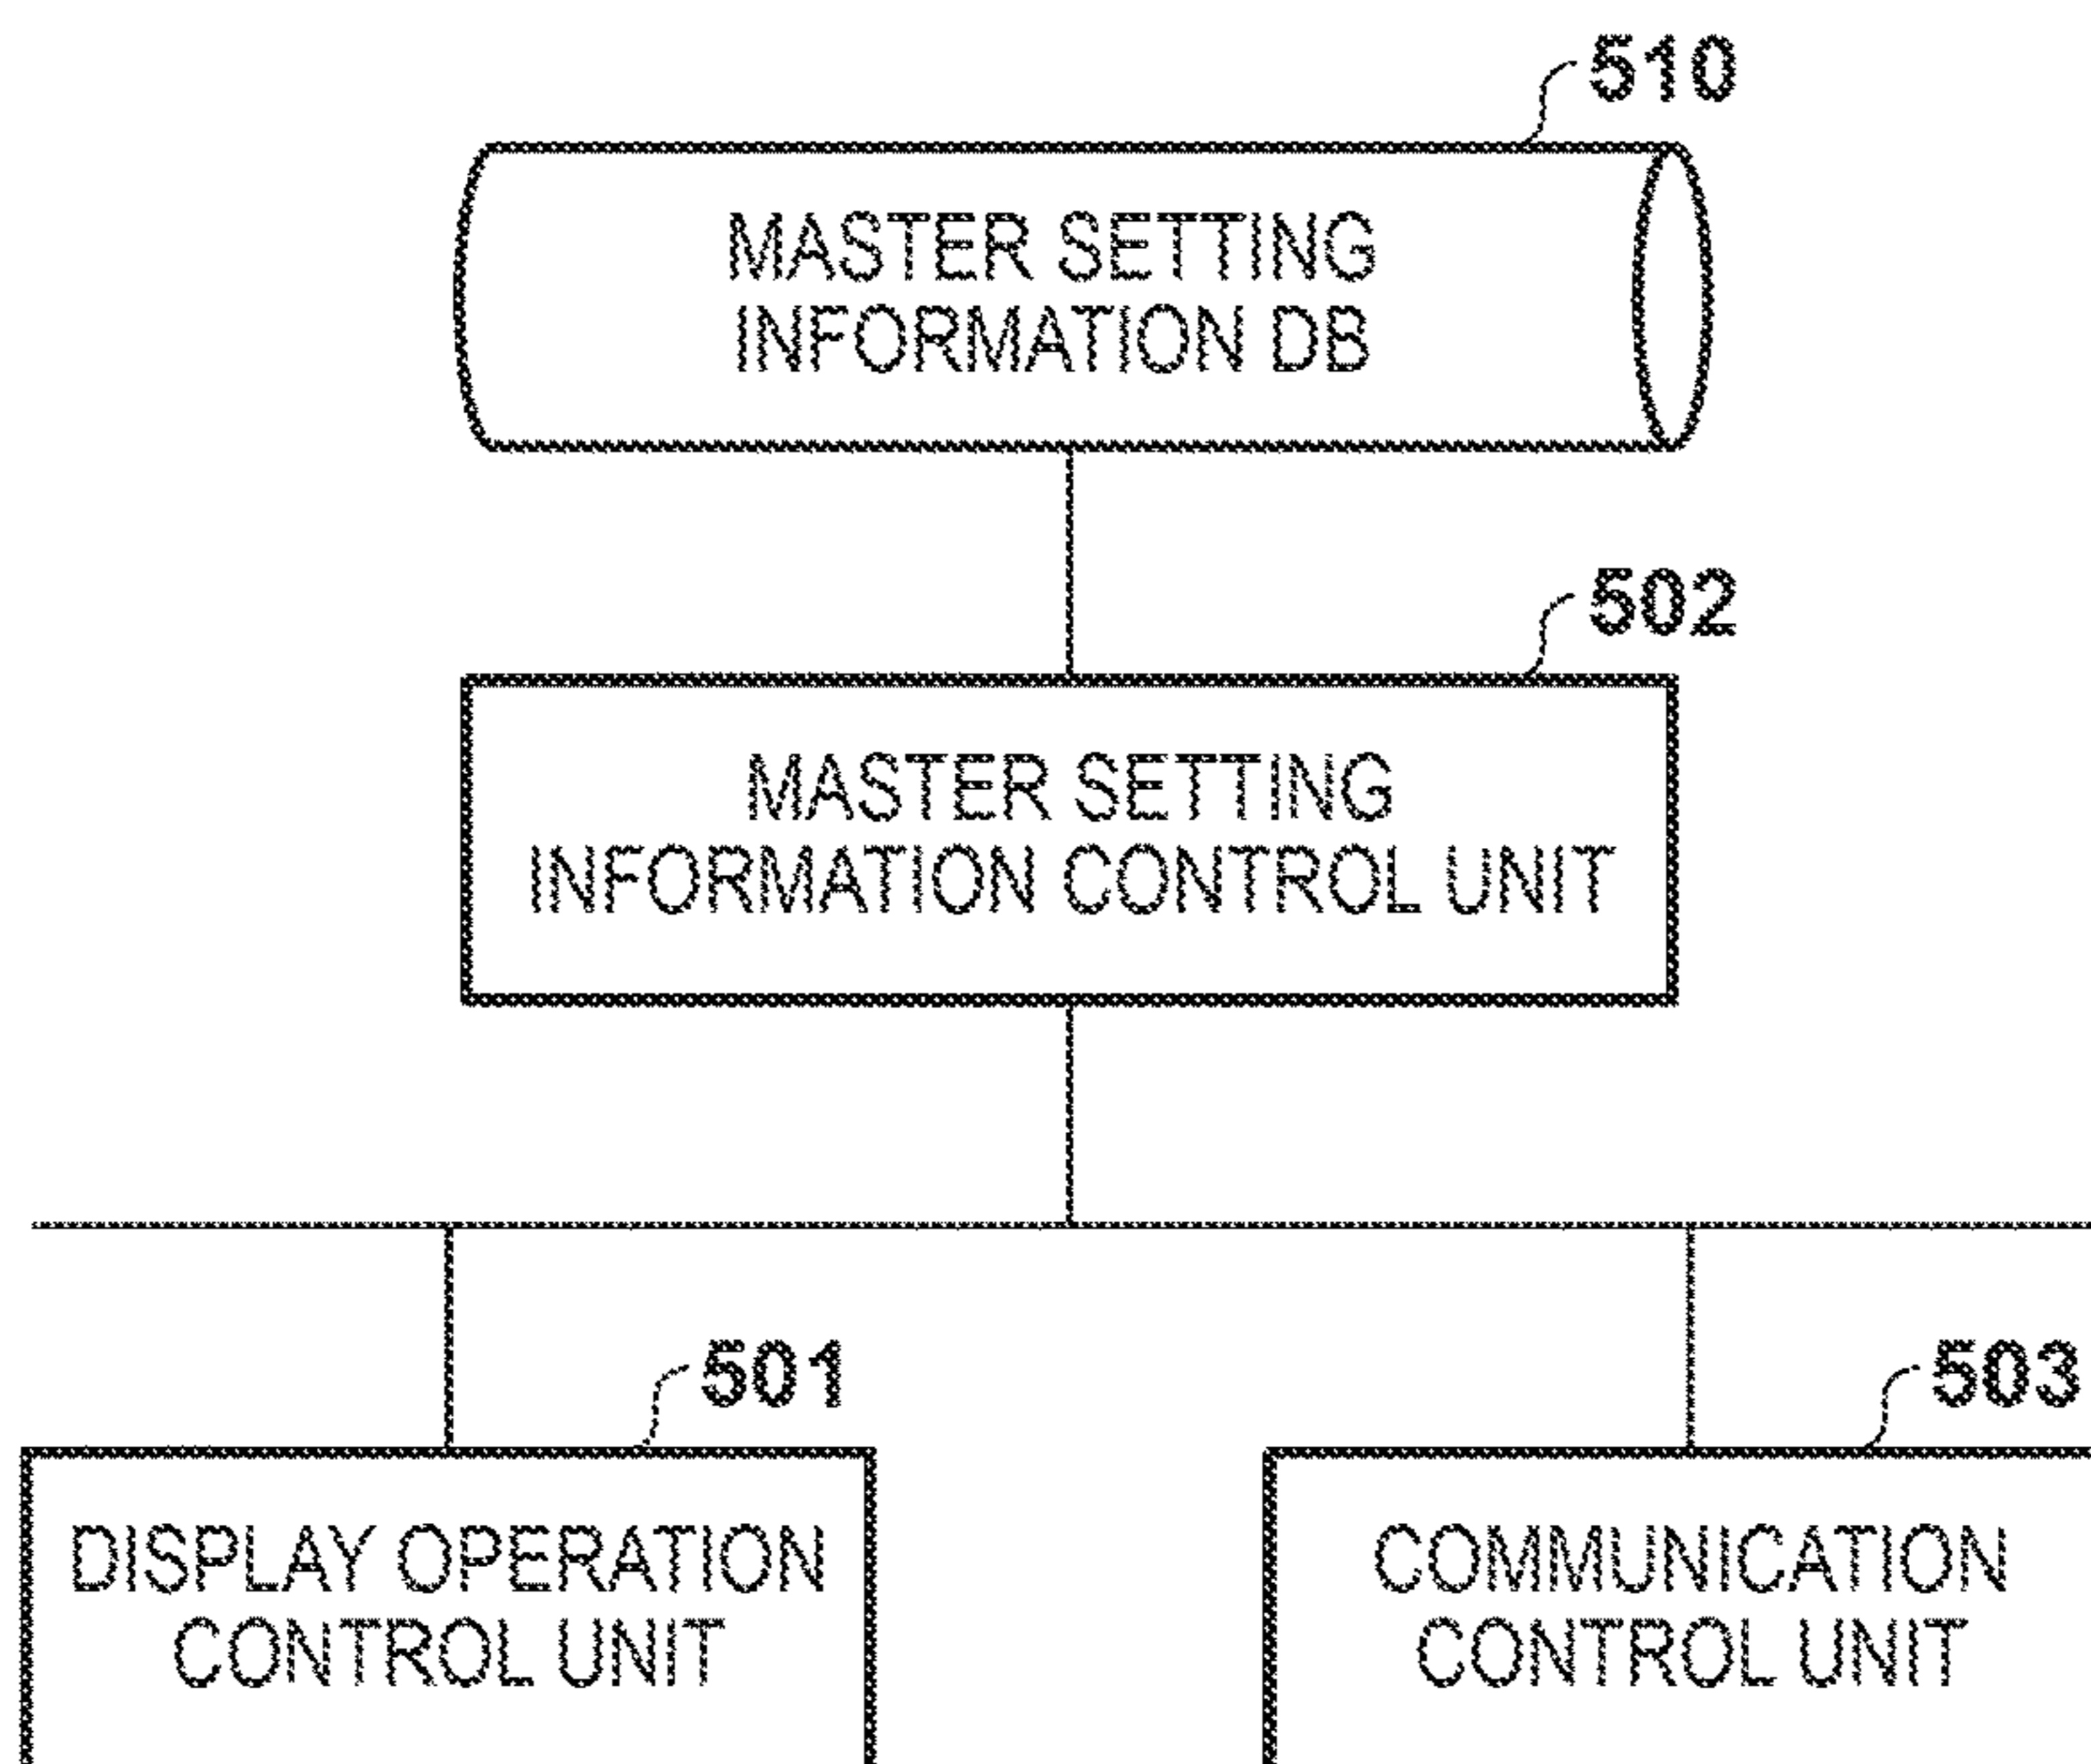 510
MASTER SETTING
INFORMATION DB
502
MASTER SETTING
INFORMATION CONTROL UNIT
501
503
DISPLAY OPERATION
CONTROL UNIT
COMMUNICATION
CONTROL UNIT